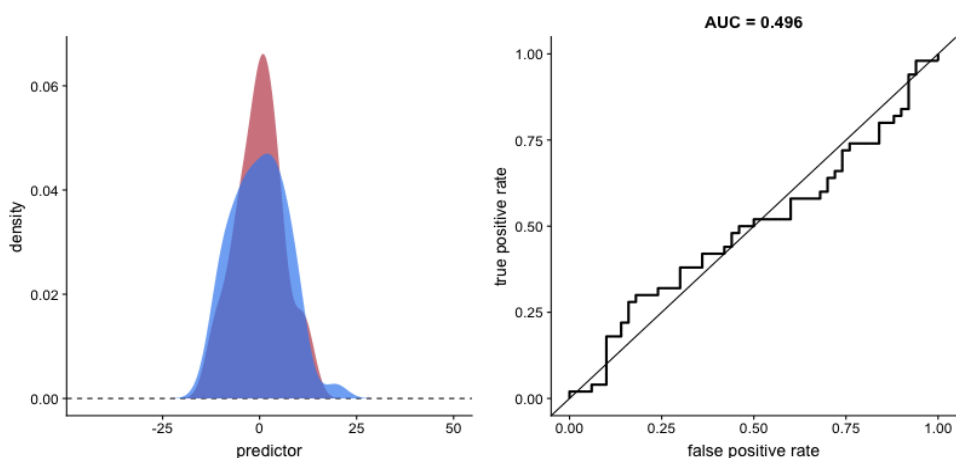 density
0.06
0.04
0.02
0.00
-25 0 25 50
predictor
AUC = 0.496
true positive rate
1.00
0.75
0.50
0.25
0.00
0.00 0.25 0.50 0.75 1.00
false positive rate